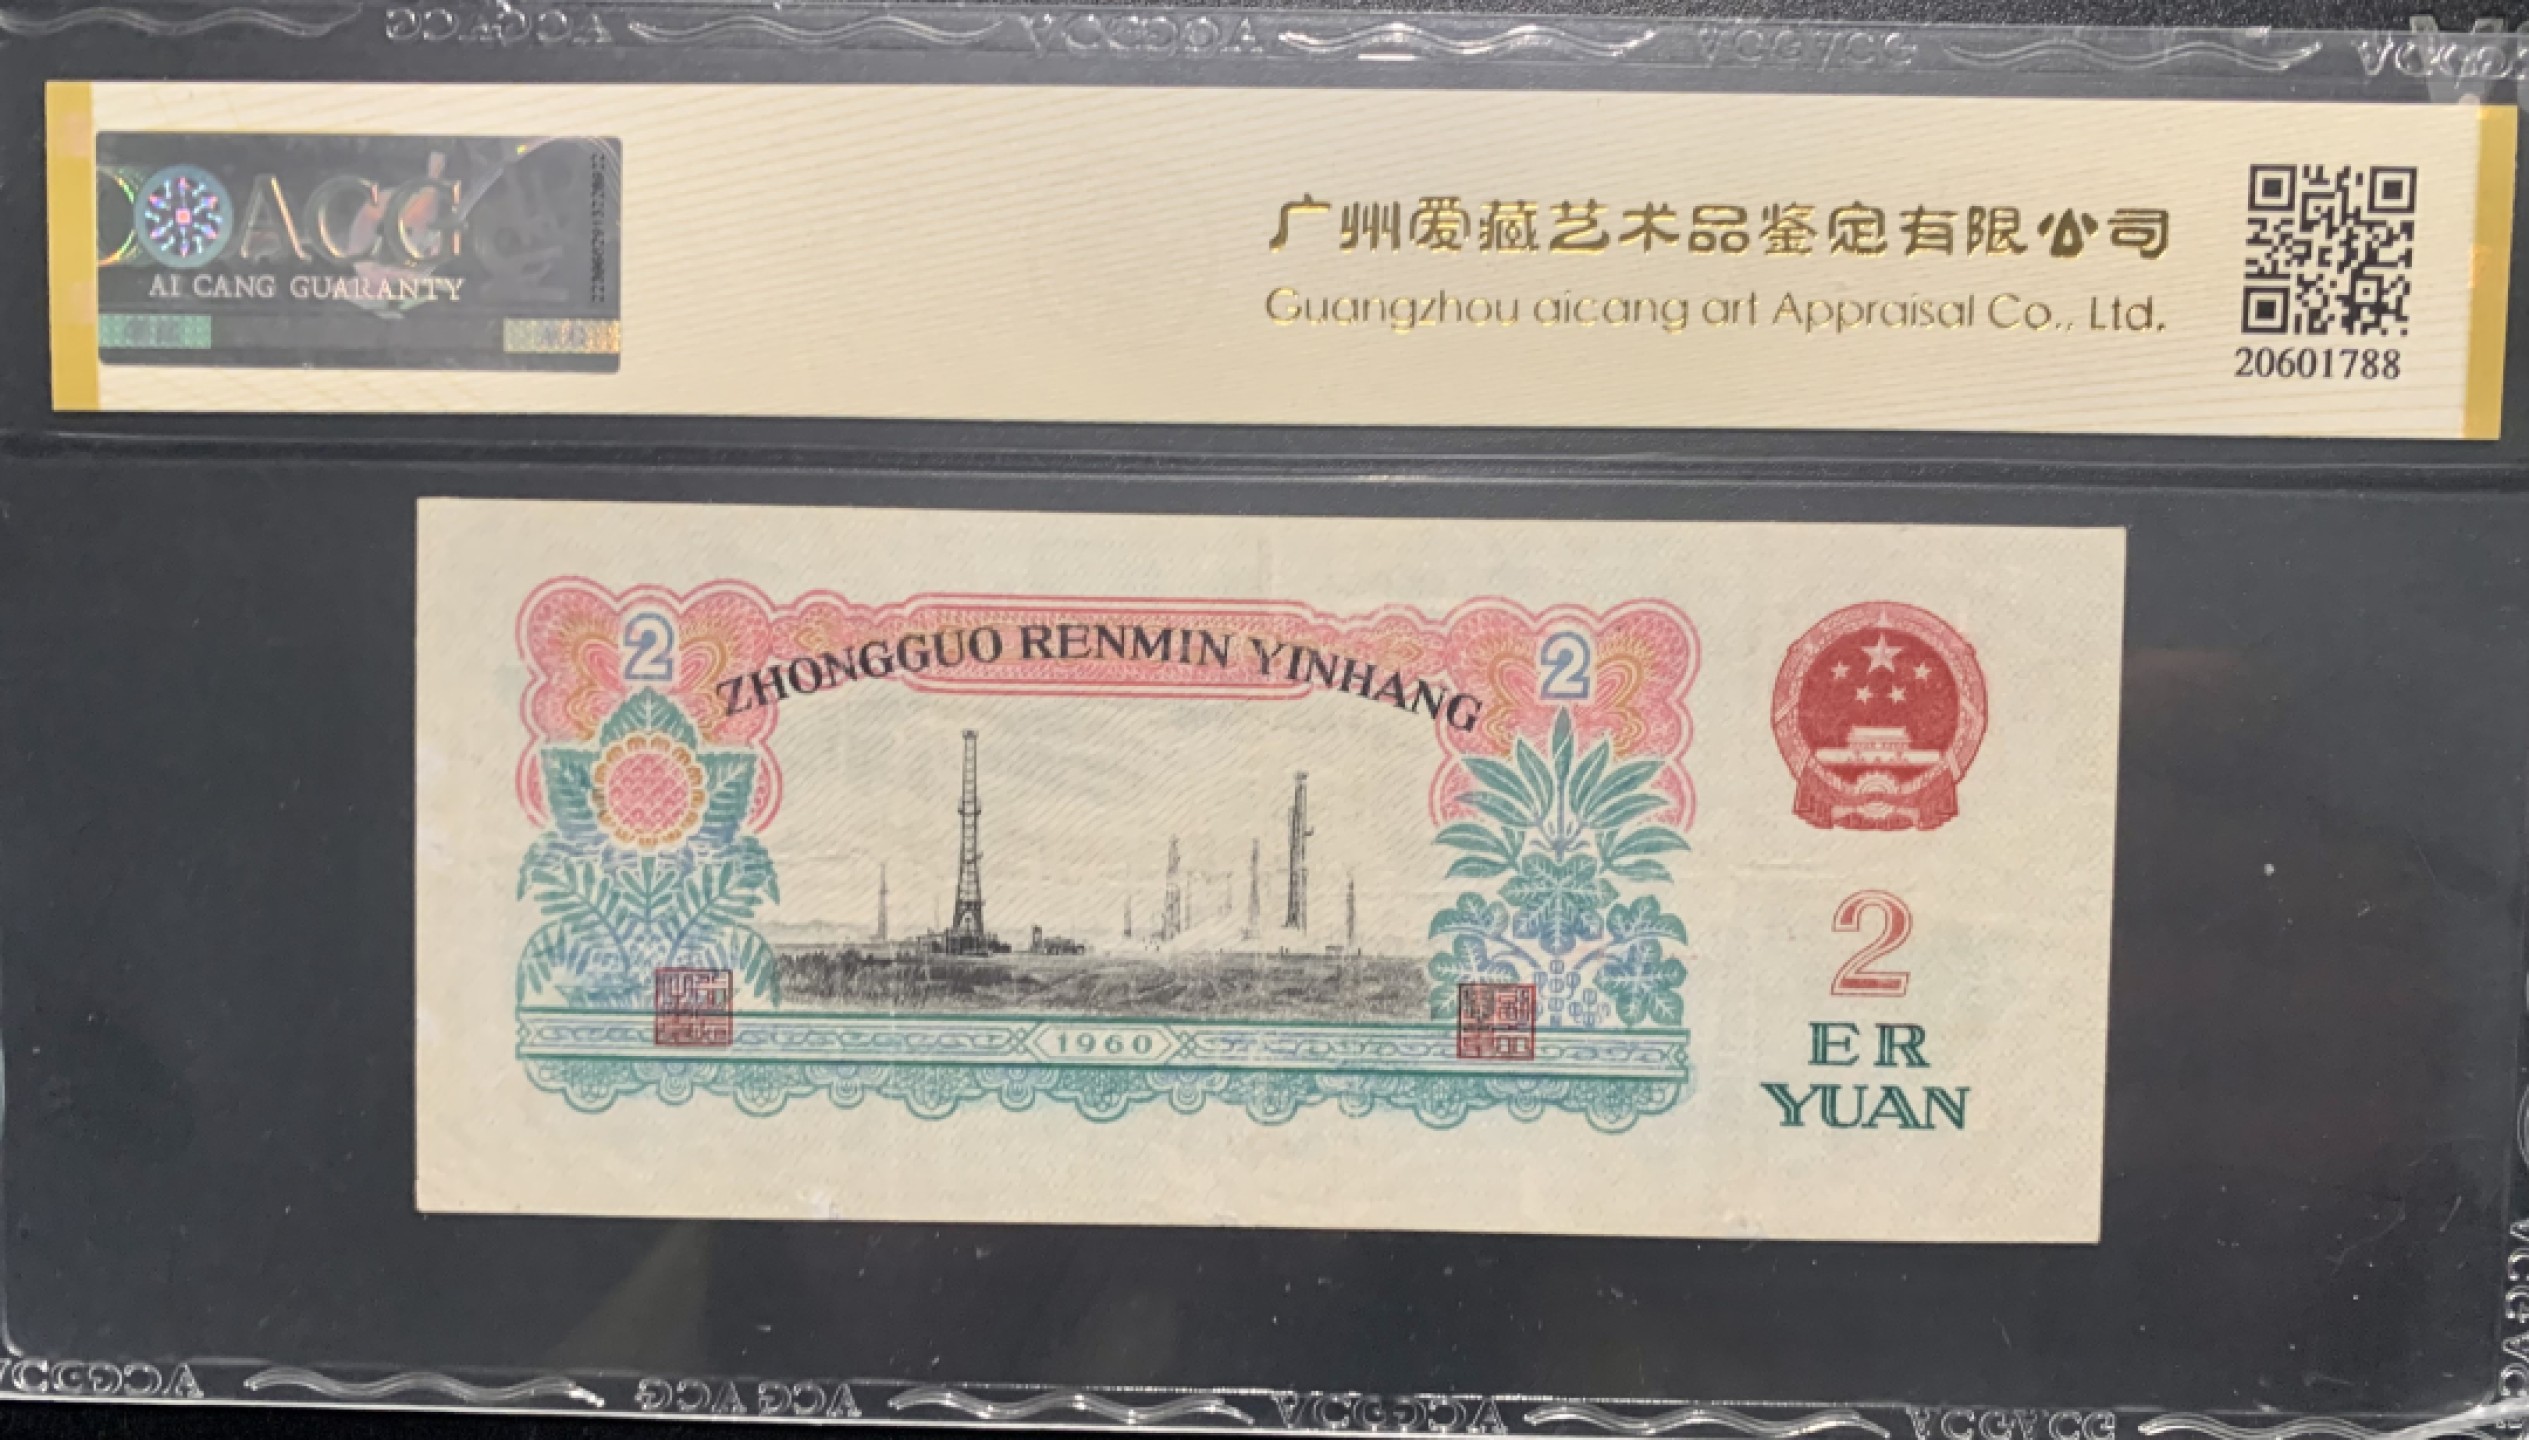 ACG
AI CANG GUARANTY
广州爱藏艺术品鉴定有限公司
Guangzhou aicang art Appraisal Co., Ltd.
20601788
2
2
ZHONGGUO RENMIN YINHANG
1960
2
ER
YUAN